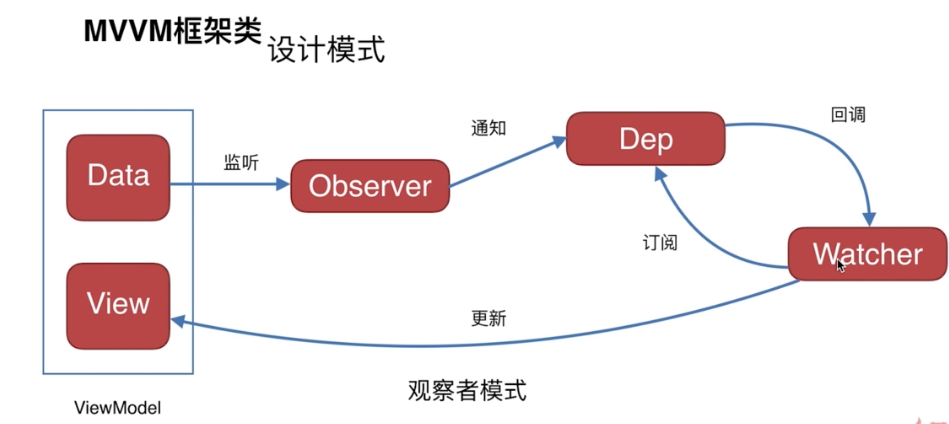 MVVM框架类 设计模式
Data
监听
Observer
通知
Dep
回调
订阅
Watcher
View
更新
观察者模式
ViewModel